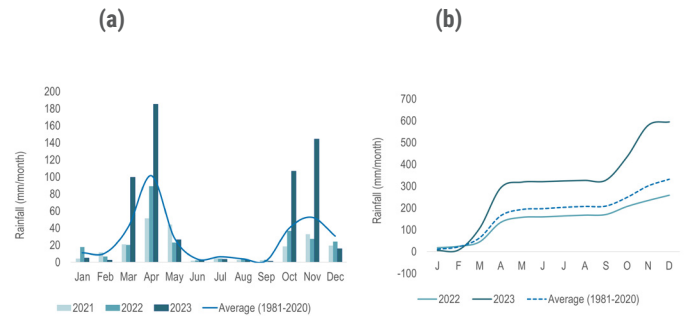 (a)
Rainfall (mm/month)
200
180
160
140
120
100
80
60
40
20
0
Jan Feb Mar Apr May Jun Jul Aug Sep Oct Nov Dec
2021 2022 2023 Average (1981-2020)
(b)
Rainfall (mm/month)
700
600
500
400
300
200
100
0
-100
J F M A M J J A S O N D
2022 2023 Average (1981-2020)